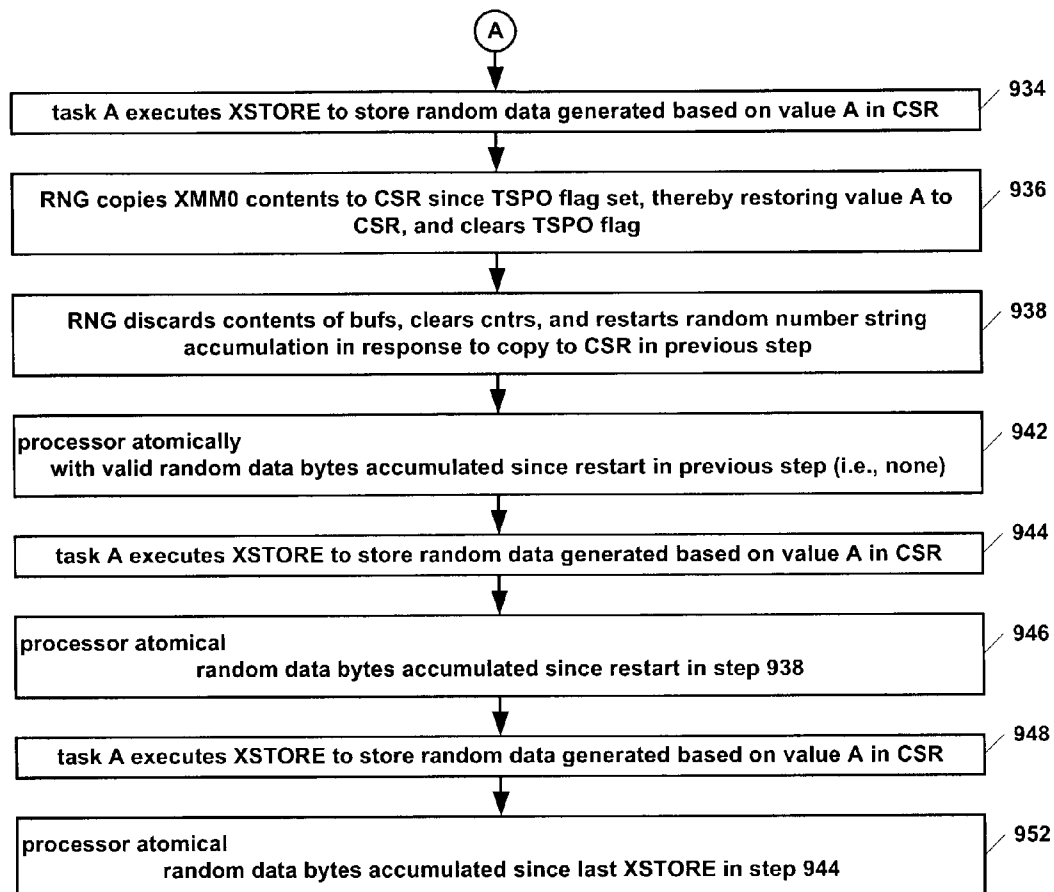 A
934
task A executes XSTORE to store random data generated based on value A in CSR
936
RNG copies XMM0 contents to CSR since TSPO flag set, thereby restoring value A to
CSR, and clears TSPO flag
938
RNG discards contents of bufs, clears cntrs, and restarts random number string
accumulation in response to copy to CSR in previous step
942
processor atomically
with valid random data bytes accumulated since restart in previous step (i.e., none)
944
task A executes XSTORE to store random data generated based on value A in CSR
946
processor atomical
random data bytes accumulated since restart in step 938
948
task A executes XSTORE to store random data generated based on value A in CSR
952
processor atomical
random data bytes accumulated since last XSTORE in step 944